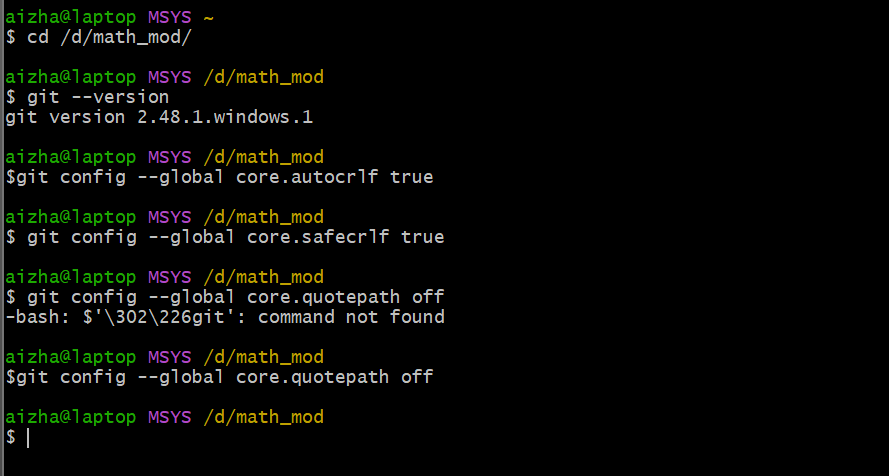 aizha@laptop MSYS ~
$ cd /d/math_mod/
aizha@laptop MSYS /d/math_mod
$ git --version
git version 2.48.1.windows.1
aizha@laptop MSYS /d/math_mod
$git config --global core.autocrlf true
aizha@laptop MSYS /d/math_mod
$ git config --global core.safecrlf true
aizha@laptop MSYS /d/math_mod
$ git config --global core.quotepath off
-bash: $'\302\226git': command not found
aizha@laptop MSYS /d/math_mod
$git config --global core.quotepath off
aizha@laptop MSYS /d/math_mod
$